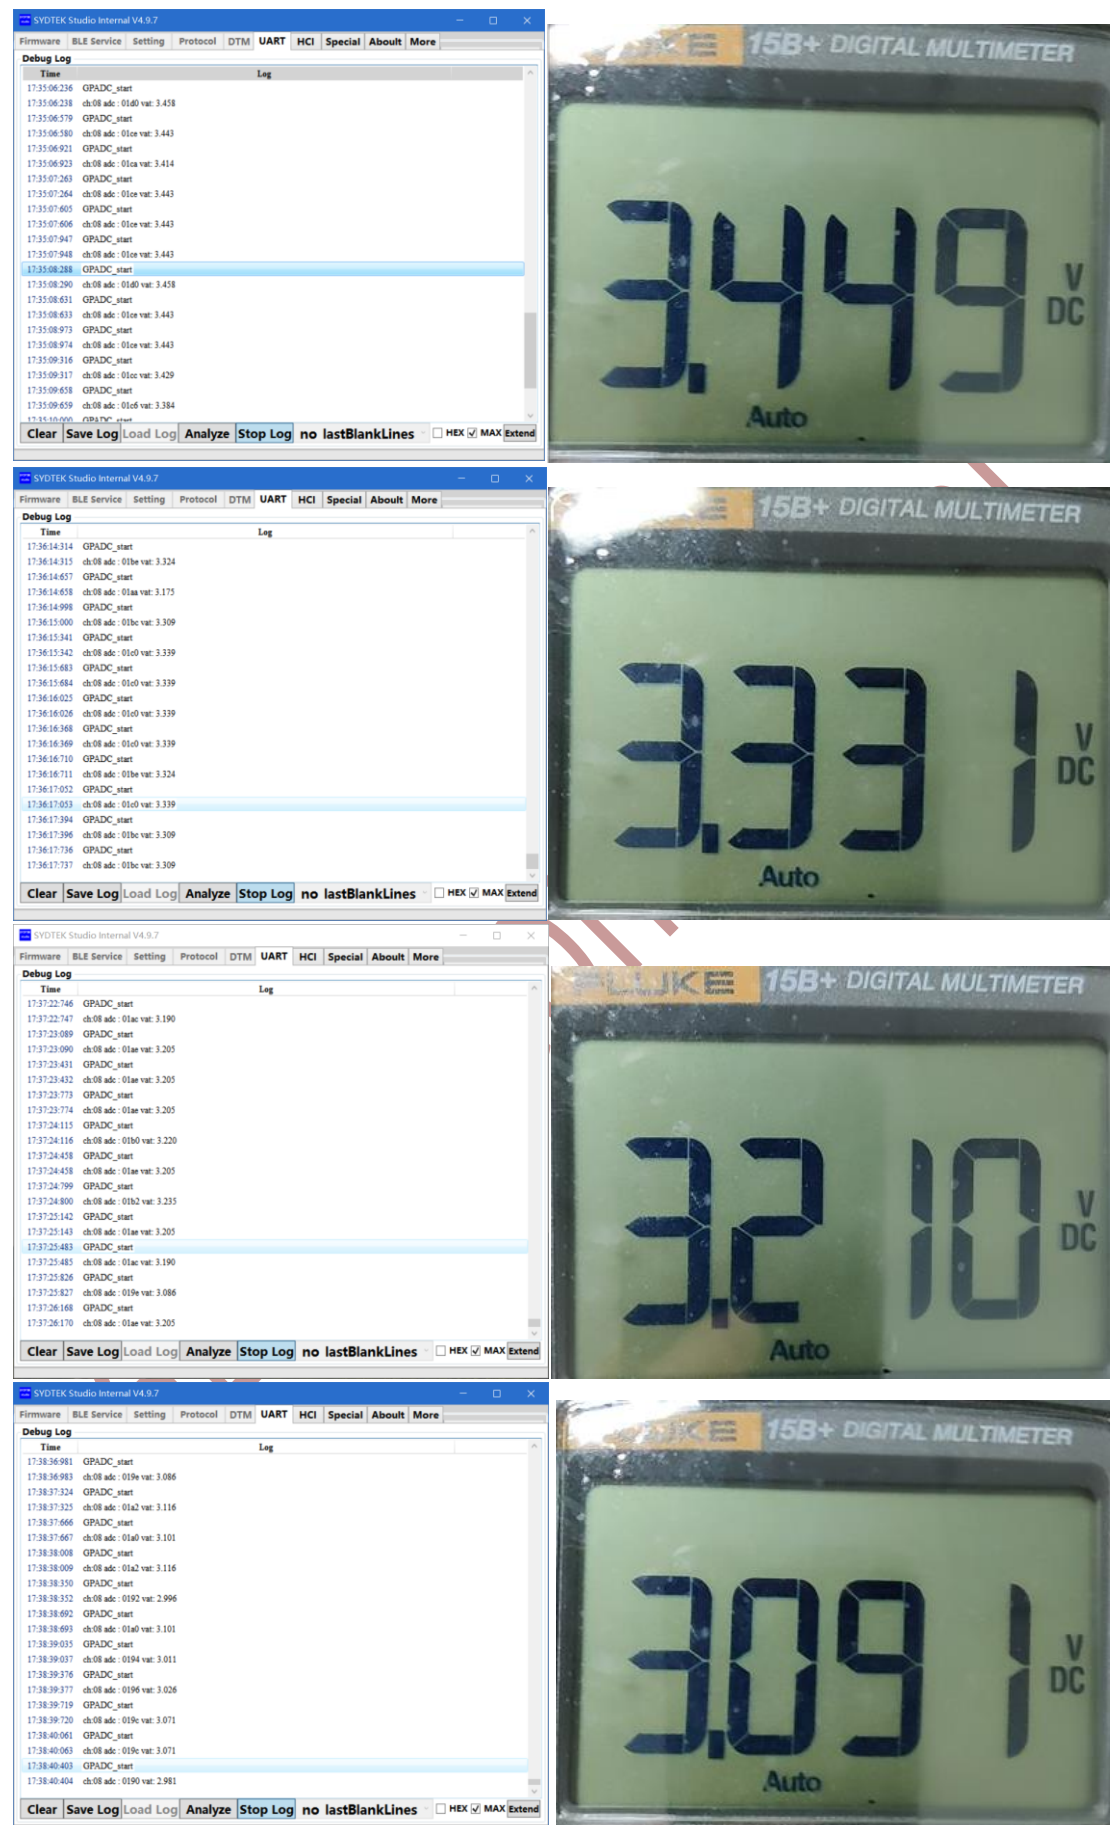 SYDTEK Studio Internal V4.9.7
Firmware BLE Service Setting Protocol DTM UART HCI Special Aboult More
Debug Log
Time Log
17:35:06:236 GPADC_start
17:35:06:238 ch:08 adc : 01d0 vat: 3.458
17:35:06:579 GPADC_start
17:35:06:580 ch:08 adc : 01ce vat: 3.443
17:35:06:921 GPADC_start
17:35:06:923 ch:08 adc : 01ca vat: 3.414
17:35:07:263 GPADC_start
17:35:07:264 ch:08 adc : 01ce vat: 3.443
17:35:07:605 GPADC_start
17:35:07:606 ch:08 adc : 01ce vat: 3.443
17:35:07:947 GPADC_start
17:35:07:948 ch:08 adc : 01ce vat: 3.443
17:35:08:288 GPADC_start
17:35:08:290 ch:08 adc : 01d0 vat: 3.458
17:35:08:631 GPADC_start
17:35:08:633 ch:08 adc : 01ce vat: 3.443
17:35:08:973 GPADC_start
17:35:08:974 ch:08 adc : 01ce vat: 3.443
17:35:09:316 GPADC_start
17:35:09:317 ch:08 adc : 01cc vat: 3.429
17:35:09:658 GPADC_start
17:35:09:659 ch:08 adc : 01c6 vat: 3.384
17:35:10:000 GPADC_start
Clear Save Log Load Log Analyze Stop Log no lastBlankLines HEX MAX Extend
15B+ DIGITAL MULTIMETER
3.449
V
DC
Auto
SYDTEK Studio Internal V4.9.7
Firmware BLE Service Setting Protocol DTM UART HCI Special Aboult More
Debug Log
Time Log
17:36:14:314 GPADC_start
17:36:14:315 ch:08 adc : 01be vat: 3.324
17:36:14:657 GPADC_start
17:36:14:658 ch:08 adc : 01aa vat: 3.175
17:36:14:998 GPADC_start
17:36:15:000 ch:08 adc : 01bc vat: 3.309
17:36:15:341 GPADC_start
17:36:15:342 ch:08 adc : 01c0 vat: 3.339
17:36:15:683 GPADC_start
17:36:15:684 ch:08 adc : 01c0 vat: 3.339
17:36:16:025 GPADC_start
17:36:16:026 ch:08 adc : 01c0 vat: 3.339
17:36:16:368 GPADC_start
17:36:16:369 ch:08 adc : 01c0 vat: 3.339
17:36:16:710 GPADC_start
17:36:16:711 ch:08 adc : 01be vat: 3.324
17:36:17:052 GPADC_start
17:36:17:053 ch:08 adc : 01c0 vat: 3.339
17:36:17:394 GPADC_start
17:36:17:396 ch:08 adc : 01bc vat: 3.309
17:36:17:736 GPADC_start
17:36:17:737 ch:08 adc : 01bc vat: 3.309
Clear Save Log Load Log Analyze Stop Log no lastBlankLines HEX MAX Extend
15B+ DIGITAL MULTIMETER
3.331
V
DC
Auto
SYDTEK Studio Internal V4.9.7
Firmware BLE Service Setting Protocol DTM UART HCI Special Aboult More
Debug Log
Time Log
17:37:22:746 GPADC_start
17:37:22:747 ch:08 adc : 01ac vat: 3.190
17:37:23:089 GPADC_start
17:37:23:090 ch:08 adc : 01ae vat: 3.205
17:37:23:431 GPADC_start
17:37:23:432 ch:08 adc : 01ae vat: 3.205
17:37:23:773 GPADC_start
17:37:23:774 ch:08 adc : 01ae vat: 3.205
17:37:24:115 GPADC_start
17:37:24:116 ch:08 adc : 01b0 vat: 3.220
17:37:24:458 GPADC_start
17:37:24:458 ch:08 adc : 01ae vat: 3.205
17:37:24:799 GPADC_start
17:37:24:800 ch:08 adc : 01b2 vat: 3.235
17:37:25:142 GPADC_start
17:37:25:143 ch:08 adc : 01ae vat: 3.205
17:37:25:483 GPADC_start
17:37:25:485 ch:08 adc : 01ac vat: 3.190
17:37:25:826 GPADC_start
17:37:25:827 ch:08 adc : 019e vat: 3.086
17:37:26:168 GPADC_start
17:37:26:170 ch:08 adc : 01ae vat: 3.205
Clear Save Log Load Log Analyze Stop Log no lastBlankLines HEX MAX Extend
FLUKE 15B+ DIGITAL MULTIMETER
3.210
V
DC
Auto
SYDTEK Studio Internal V4.9.7
Firmware BLE Service Setting Protocol DTM UART HCI Special Aboult More
Debug Log
Time Log
17:38:36:981 GPADC_start
17:38:36:983 ch:08 adc : 019e vat: 3.086
17:38:37:324 GPADC_start
17:38:37:325 ch:08 adc : 01a2 vat: 3.116
17:38:37:666 GPADC_start
17:38:37:667 ch:08 adc : 01a0 vat: 3.101
17:38:38:008 GPADC_start
17:38:38:009 ch:08 adc : 01a2 vat: 3.116
17:38:38:350 GPADC_start
17:38:38:352 ch:08 adc : 0192 vat: 2.996
17:38:38:692 GPADC_start
17:38:38:693 ch:08 adc : 01a0 vat: 3.101
17:38:39:035 GPADC_start
17:38:39:037 ch:08 adc : 0194 vat: 3.011
17:38:39:376 GPADC_start
17:38:39:377 ch:08 adc : 0196 vat: 3.026
17:38:39:719 GPADC_start
17:38:39:720 ch:08 adc : 019c vat: 3.071
17:38:40:061 GPADC_start
17:38:40:063 ch:08 adc : 019c vat: 3.071
17:38:40:403 GPADC_start
17:38:40:404 ch:08 adc : 0190 vat: 2.981
Clear Save Log Load Log Analyze Stop Log no lastBlankLines HEX MAX Extend
15B+ DIGITAL MULTIMETER
3.091
V
DC
Auto